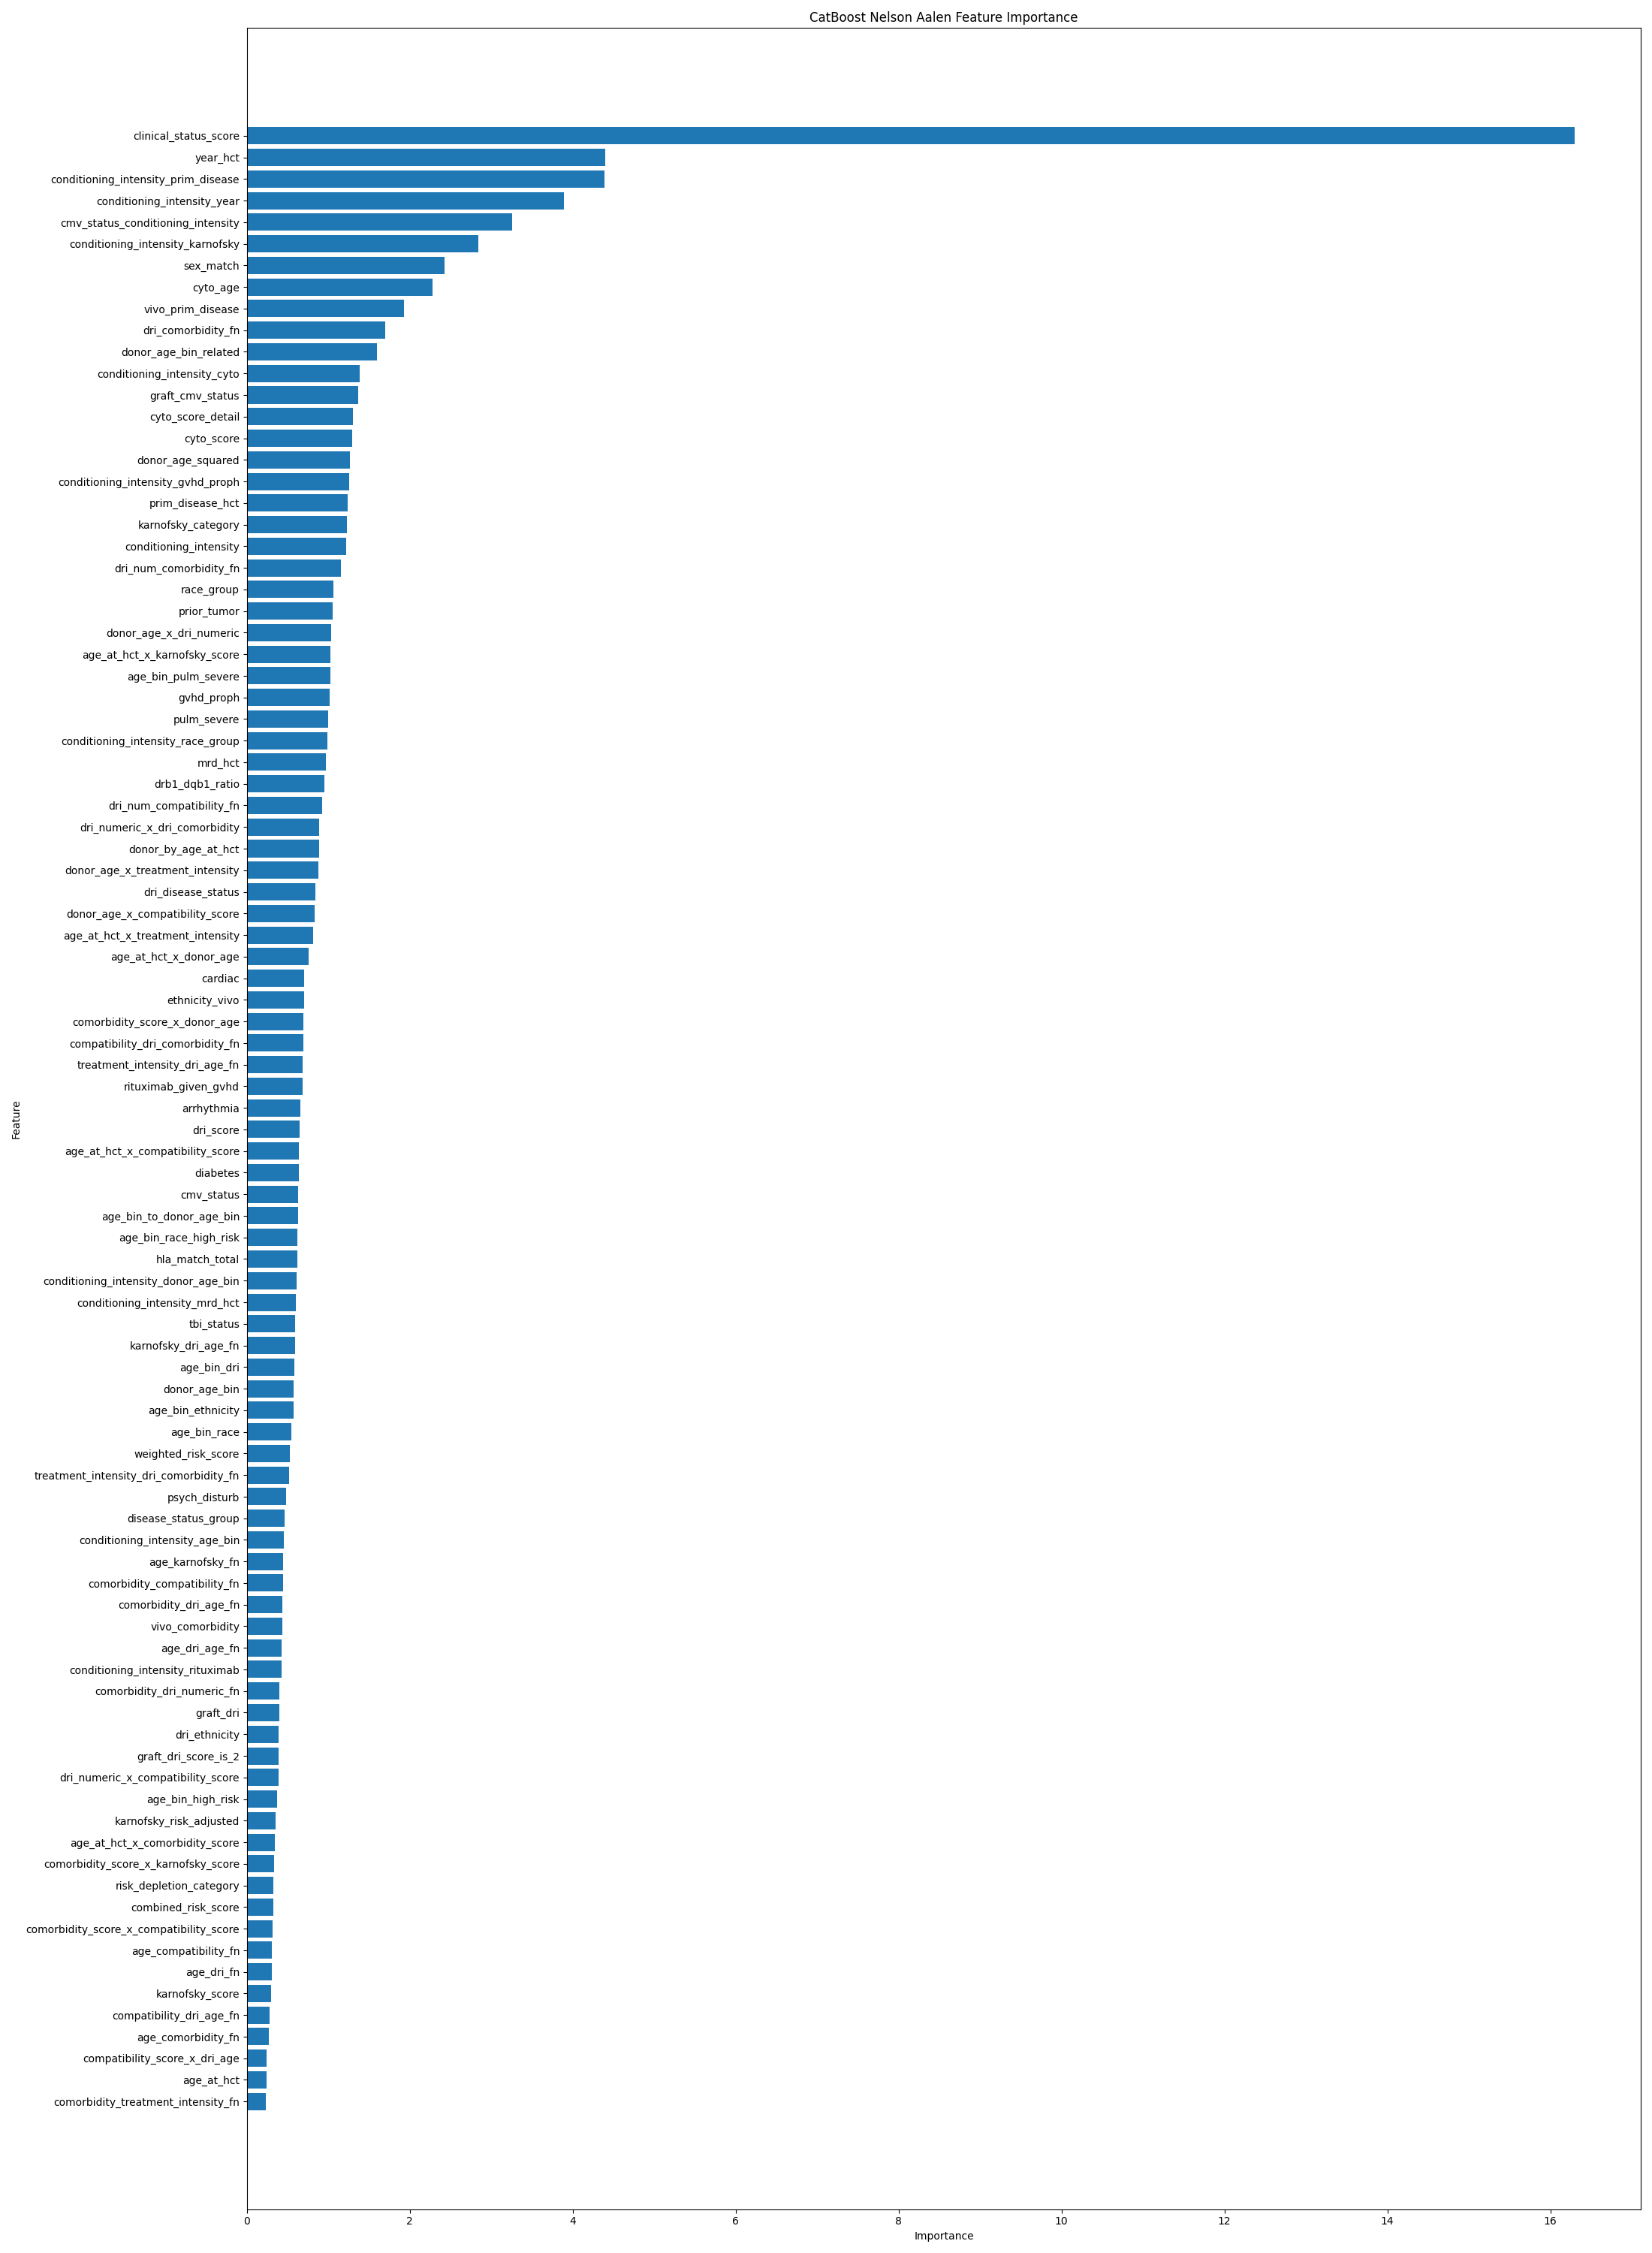 CatBoost Nelson Aalen Feature Importance
clinical_status_score
year_hct
conditioning_intensity_prim_disease
conditioning_intensity_year
cmv_status_conditioning_intensity
conditioning_intensity_karnofsky
sex_match
cyto_age
vivo_prim_disease
dri_comorbidity_fn
donor_age_bin_related
conditioning_intensity_cyto
graft_cmv_status
cyto_score_detail
cyto_score
donor_age_squared
conditioning_intensity_gvhd_proph
prim_disease_hct
karnofsky_category
conditioning_intensity
dri_num_comorbidity_fn
race_group
prior_tumor
donor_age_x_dri_numeric
age_at_hct_x_karnofsky_score
age_bin_pulm_severe
gvhd_proph
pulm_severe
conditioning_intensity_race_group
mrd_hct
drb1_dqb1_ratio
dri_num_compatibility_fn
dri_numeric_x_dri_comorbidity
donor_by_age_at_hct
donor_age_x_treatment_intensity
dri_disease_status
donor_age_x_compatibility_score
age_at_hct_x_treatment_intensity
age_at_hct_x_donor_age
cardiac
ethnicity_vivo
comorbidity_score_x_donor_age
compatibility_dri_comorbidity_fn
treatment_intensity_dri_age_fn
rituximab_given_gvhd
arrhythmia
dri_score
age_at_hct_x_compatibility_score
diabetes
cmv_status
age_bin_to_donor_age_bin
age_bin_race_high_risk
hla_match_total
conditioning_intensity_donor_age_bin
conditioning_intensity_mrd_hct
tbi_status
karnofsky_dri_age_fn
age_bin_dri
donor_age_bin
age_bin_ethnicity
age_bin_race
weighted_risk_score
treatment_intensity_dri_comorbidity_fn
psych_disturb
disease_status_group
conditioning_intensity_age_bin
age_karnofsky_fn
comorbidity_compatibility_fn
comorbidity_dri_age_fn
vivo_comorbidity
age_dri_age_fn
conditioning_intensity_rituximab
comorbidity_dri_numeric_fn
graft_dri
dri_ethnicity
graft_dri_score_is_2
dri_numeric_x_compatibility_score
age_bin_high_risk
karnofsky_risk_adjusted
age_at_hct_x_comorbidity_score
comorbidity_score_x_karnofsky_score
risk_depletion_category
combined_risk_score
comorbidity_score_x_compatibility_score
age_compatibility_fn
age_dri_fn
karnofsky_score
compatibility_dri_age_fn
age_comorbidity_fn
compatibility_score_x_dri_age
age_at_hct
comorbidity_treatment_intensity_fn
Feature
0 2 4 6 8 10 12 14 16
Importance